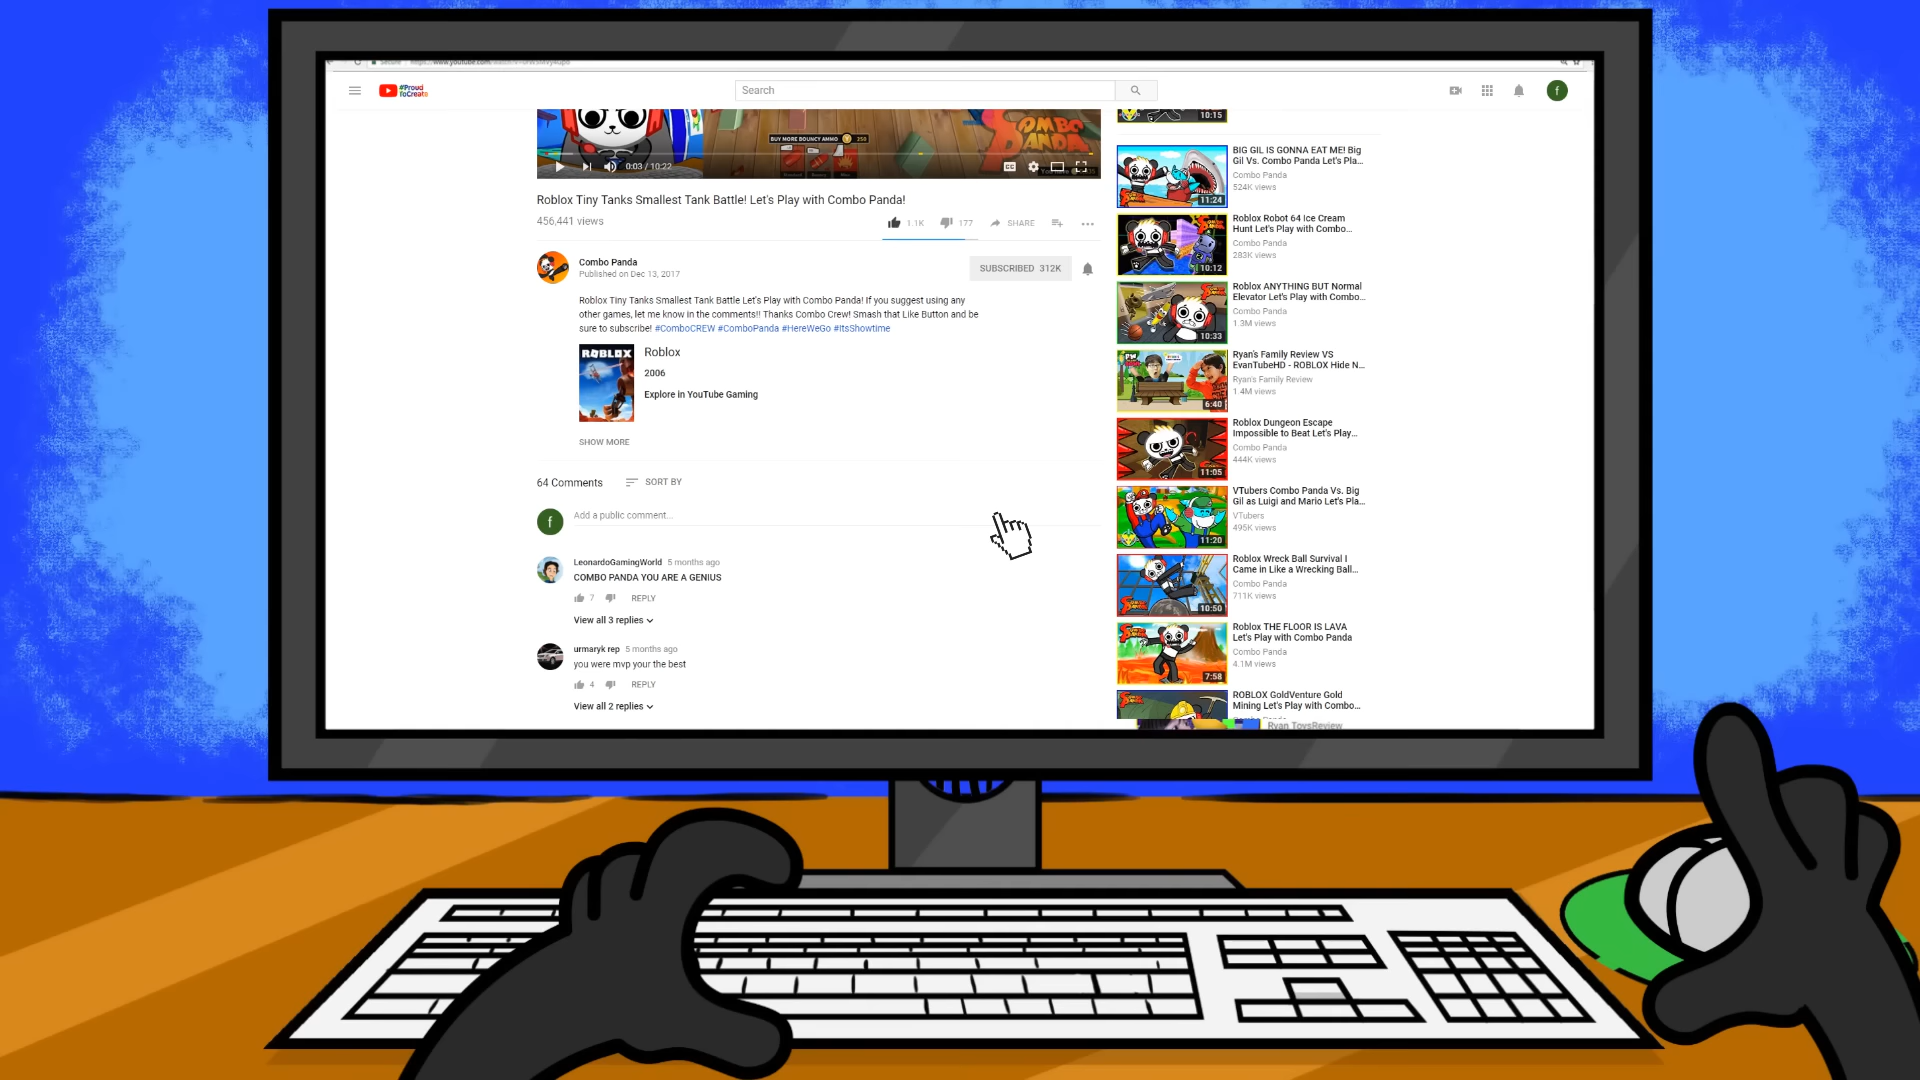 Secure
#Proud
ToCreate
Search
f
BUY MORE BOUNCY AMMO 250
COMBO
PANDA
0:03 / 10:22
CC
Roblox Tiny Tanks Smallest Tank Battle! Let's Play with Combo Panda!
456,441 views
1.1K 177 SHARE
Combo Panda
Published on Dec 13, 2017
SUBSCRIBED 312K
Roblox Tiny Tanks Smallest Tank Battle Let's Play with Combo Panda! If you suggest using any
other games, let me know in the comments!! Thanks Combo Crew! Smash that Like Button and be
sure to subscribe! #ComboCREW #ComboPanda #HereWeGo #ItsShowtime
ROBLOX
Roblox
2006
Explore in YouTube Gaming
SHOW MORE
64 Comments SORT BY
f
Add a public comment...
LeonardoGamingWorld 5 months ago
COMBO PANDA YOU ARE A GENIUS
7 REPLY
View all 3 replies
urmaryk rep 5 months ago
you were mvp your the best
4 REPLY
View all 2 replies
10:15
BIG GIL IS GONNA EAT ME! Big
Gil Vs. Combo Panda Let's Pla...
Combo Panda
524K views
11:24
Roblox Robot 64 Ice Cream
Hunt Let's Play with Combo...
Combo Panda
283K views
10:12
Roblox ANYTHING BUT Normal
Elevator Let's Play with Combo...
Combo Panda
1.3M views
10:33
Ryan's Family Review VS
EvanTubeHD - ROBLOX Hide N...
Ryan's Family Review
1.4M views
6:40
Roblox Dungeon Escape
Impossible to Beat Let's Play...
Combo Panda
444K views
11:05
VTubers Combo Panda Vs. Big
Gil as Luigi and Mario Let's Pla...
VTubers
495K views
11:20
Roblox Wreck Ball Survival I
Came in Like a Wrecking Ball...
Combo Panda
711K views
10:50
Roblox THE FLOOR IS LAVA
Let's Play with Combo Panda
Combo Panda
4.1M views
7:58
ROBLOX GoldVenture Gold
Mining Let's Play with Combo...
Ryan ToysReview